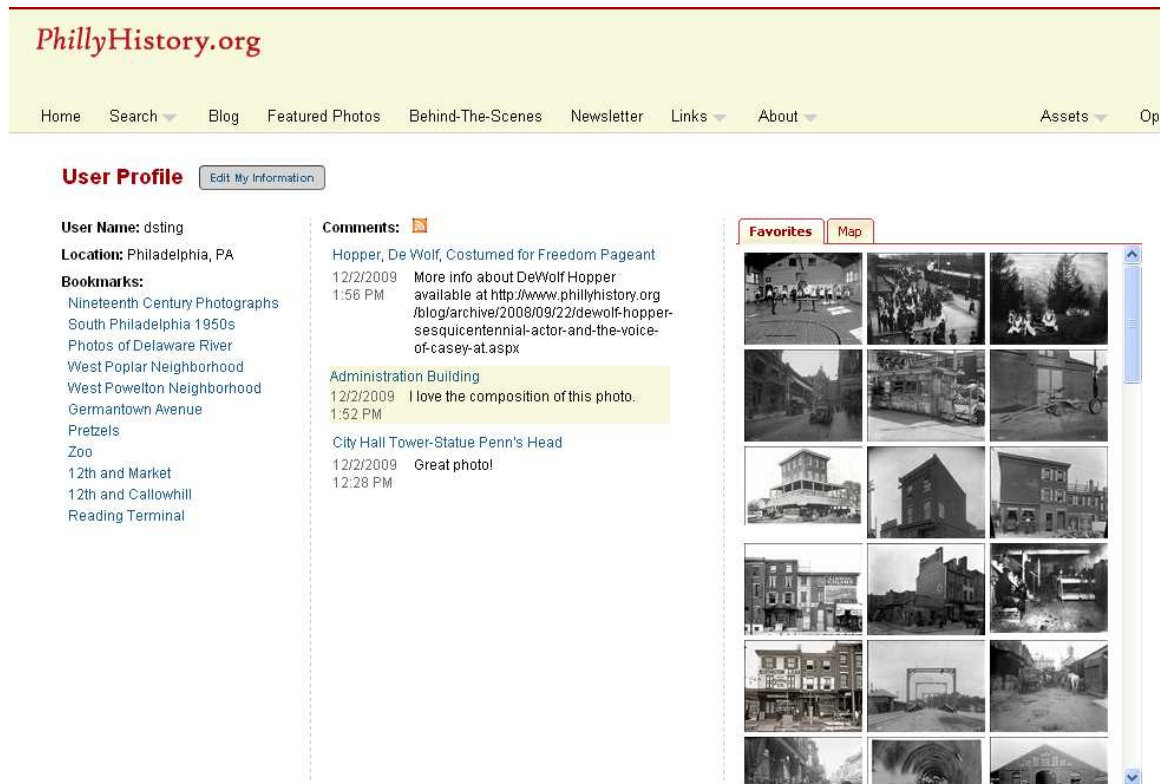 PhillyHistory.org
Home Search Blog Featured Photos Behind-The-Scenes Newsletter Links About Assets Op
User Profile Edit My Information
User Name: dsting
Location: Philadelphia, PA
Bookmarks:
Nineteenth Century Photographs
South Philadelphia 1950s
Photos of Delaware River
West Poplar Neighborhood
West Powelton Neighborhood
Germantown Avenue
Pretzels
Zoo
12th and Market
12th and Callowhill
Reading Terminal
Comments:
Hopper, De Wolf, Costumed for Freedom Pageant
12/2/2009 More info about DeWolf Hopper
1:56 PM available at http://www.phillyhistory.org
/blog/archive/2008/09/22/dewolf-hopper-
sesquicentennial-actor-and-the-voice-
of-casey-at.aspx
Administration Building
12/2/2009 I love the composition of this photo.
1:52 PM
City Hall Tower-Statue Penn's Head
12/2/2009 Great photo!
12:28 PM
Favorites Map